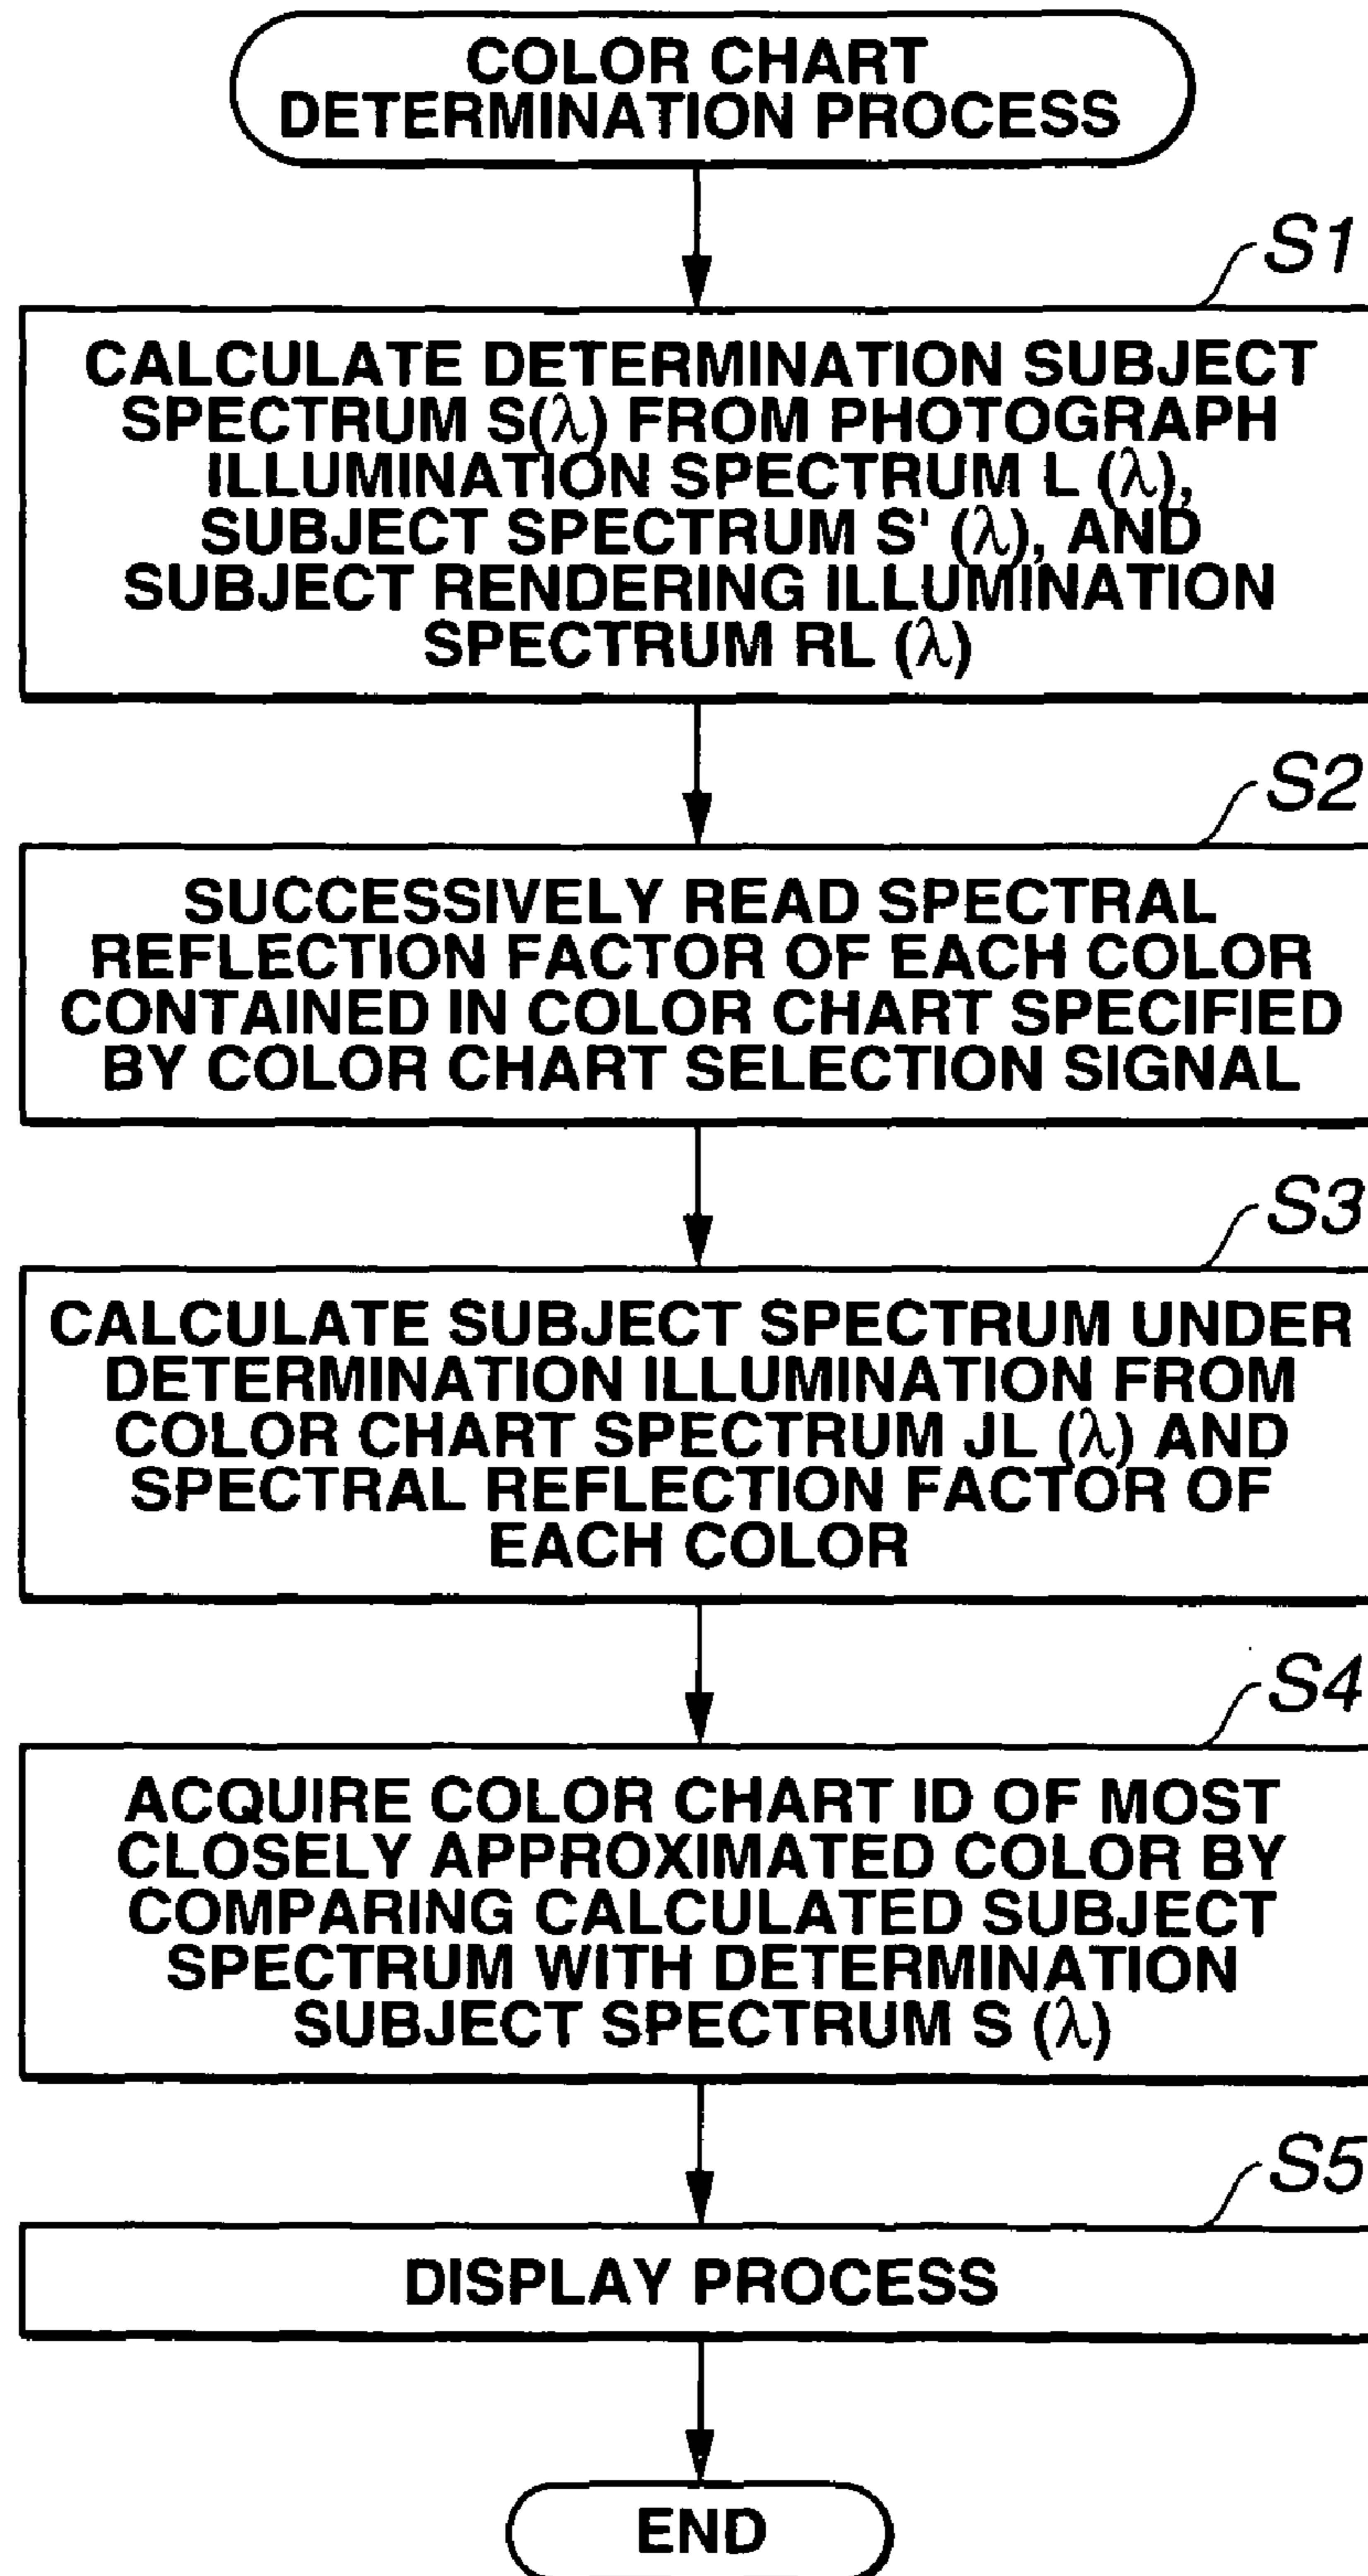 COLOR CHART
DETERMINATION PROCESS
S1
CALCULATE DETERMINATION SUBJECT
SPECTRUM S(λ) FROM PHOTOGRAPH
ILLUMINATION SPECTRUM L (λ),
SUBJECT SPECTRUM S' (λ), AND
SUBJECT RENDERING ILLUMINATION
SPECTRUM RL (λ)
S2
SUCCESSIVELY READ SPECTRAL
REFLECTION FACTOR OF EACH COLOR
CONTAINED IN COLOR CHART SPECIFIED
BY COLOR CHART SELECTION SIGNAL
S3
CALCULATE SUBJECT SPECTRUM UNDER
DETERMINATION ILLUMINATION FROM
COLOR CHART SPECTRUM JL (λ) AND
SPECTRAL REFLECTION FACTOR OF
EACH COLOR
S4
ACQUIRE COLOR CHART ID OF MOST
CLOSELY APPROXIMATED COLOR BY
COMPARING CALCULATED SUBJECT
SPECTRUM WITH DETERMINATION
SUBJECT SPECTRUM S (λ)
S5
DISPLAY PROCESS
END